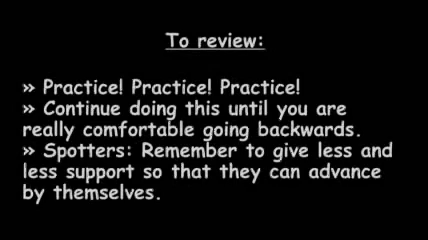 To review:
» Practice! Practice! Practice!
» Continue doing this until you are
really comfortable going backwards.
» Spotters: Remember to give less and
less support so that they can advance
by themselves.